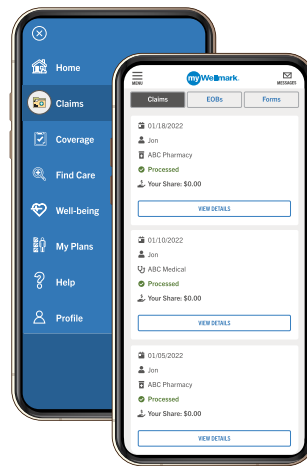 Home
Claims
Coverage
Find Care
Well-being
My Plans
Help
Profile
MENU
myWellmark.
MESSAGES
Claims
EOBs
Forms
01/18/2022
Jon
ABC Pharmacy
Processed
Your Share: $0.00
VIEW DETAILS
01/10/2022
Jon
ABC Medical
Processed
Your Share: $0.00
VIEW DETAILS
01/05/2022
Jon
ABC Pharmacy
Processed
Your Share: $0.00
VIEW DETAILS